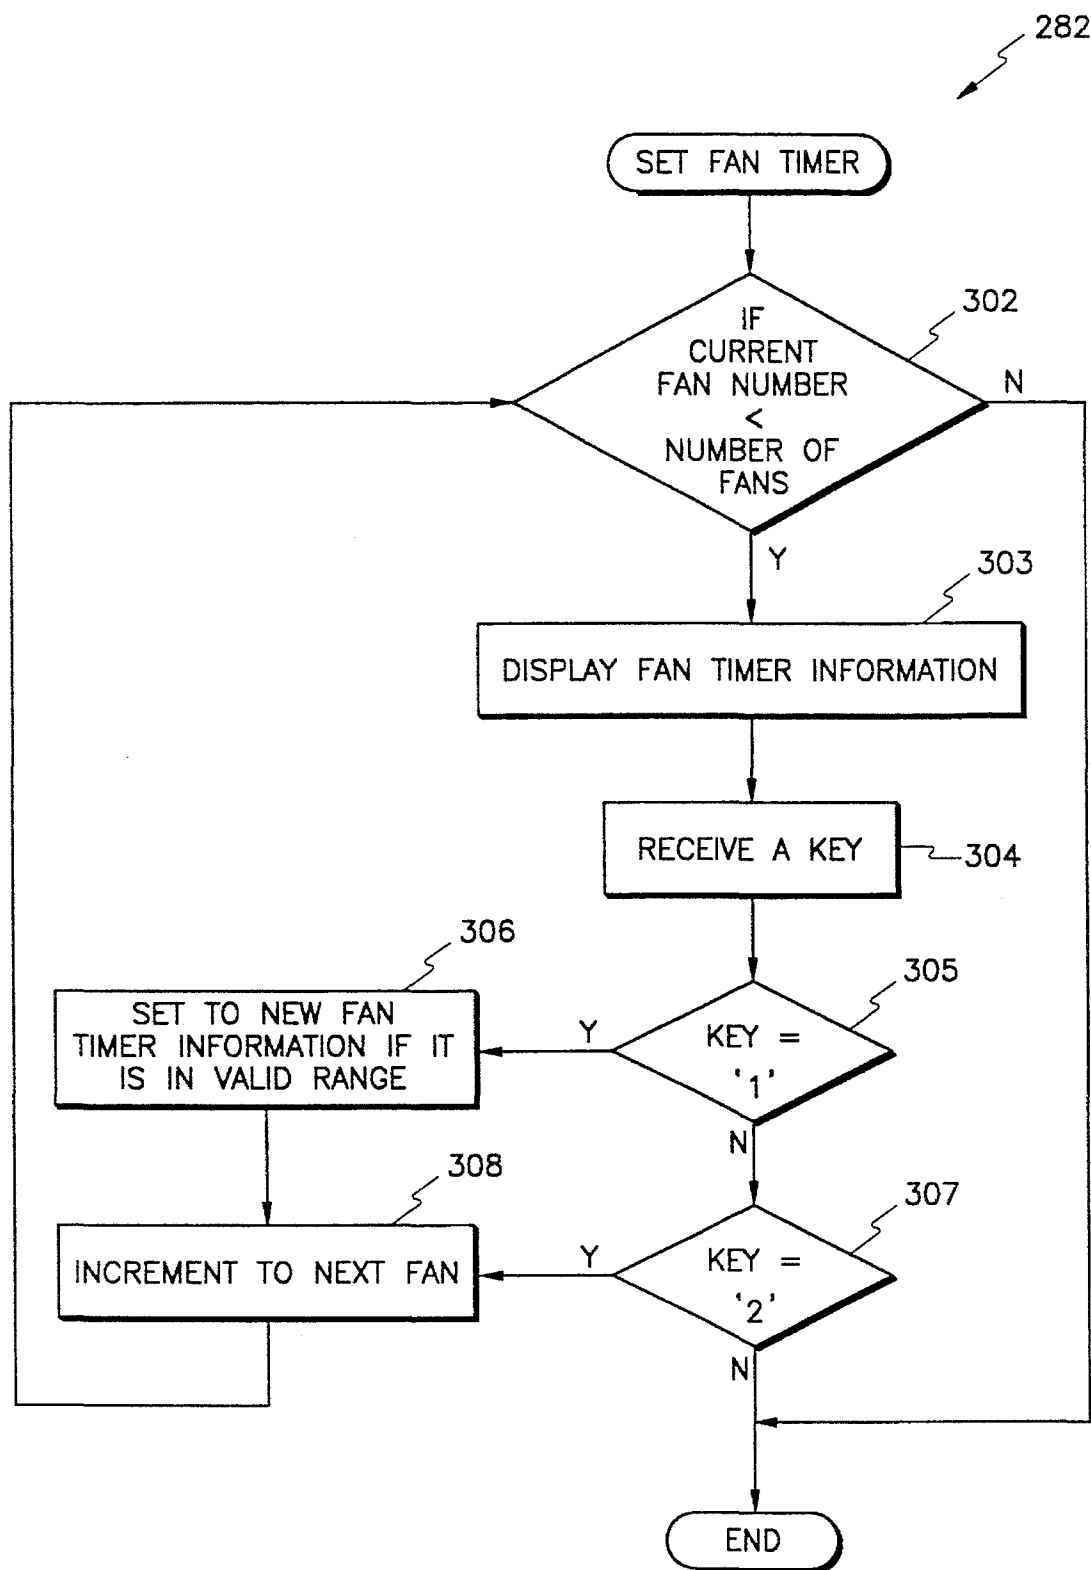 282
SET FAN TIMER
302
IF
CURRENT
FAN NUMBER
<
NUMBER OF
FANS
N
Y
303
DISPLAY FAN TIMER INFORMATION
RECEIVE A KEY
304
306
SET TO NEW FAN
TIMER INFORMATION IF IT
IS IN VALID RANGE
305
KEY =
'1'
Y
N
308
INCREMENT TO NEXT FAN
307
KEY =
'2'
Y
N
END